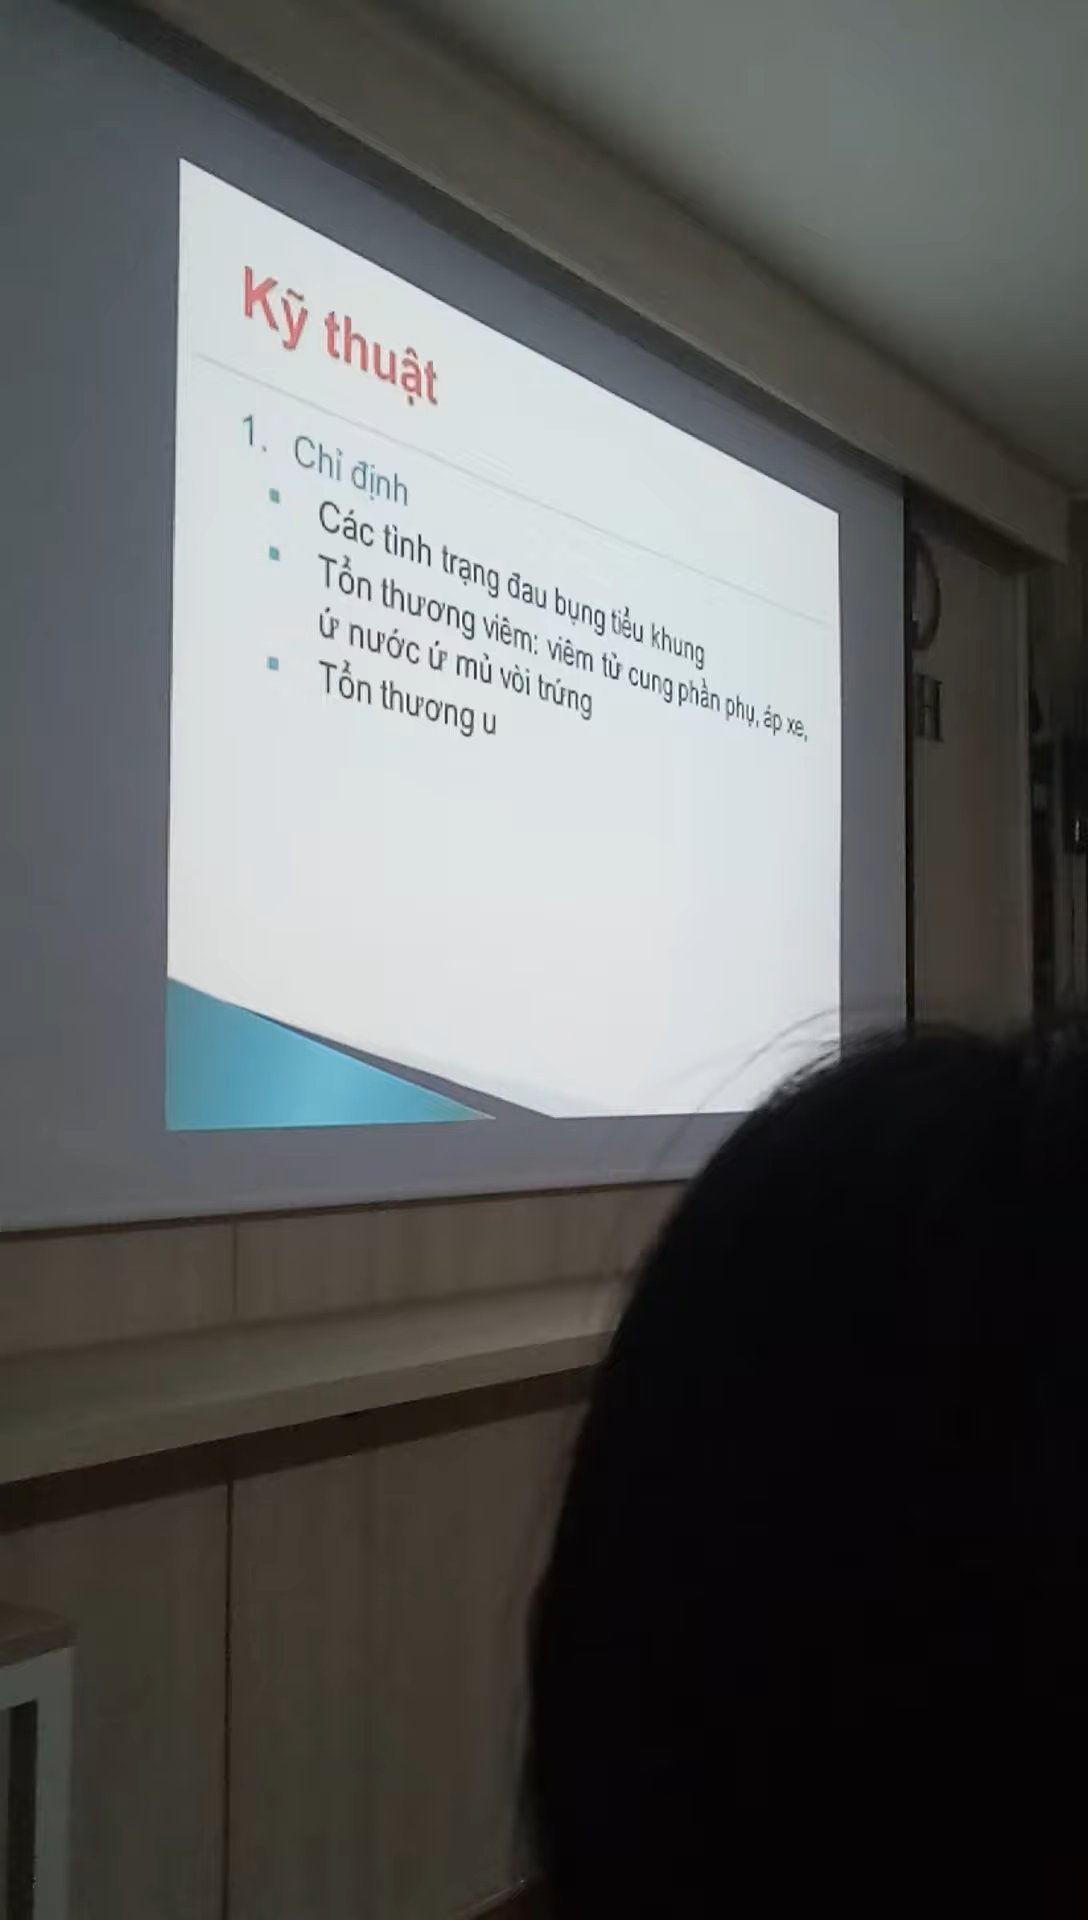 Kỹ thuật
1. Chỉ định
▪ Các tình trạng đau bụng tiểu khung
▪ Tổn thương viêm: viêm tử cung phần phụ, áp xe,
ứ nước ứ mủ vòi trứng
▪ Tổn thương u
H